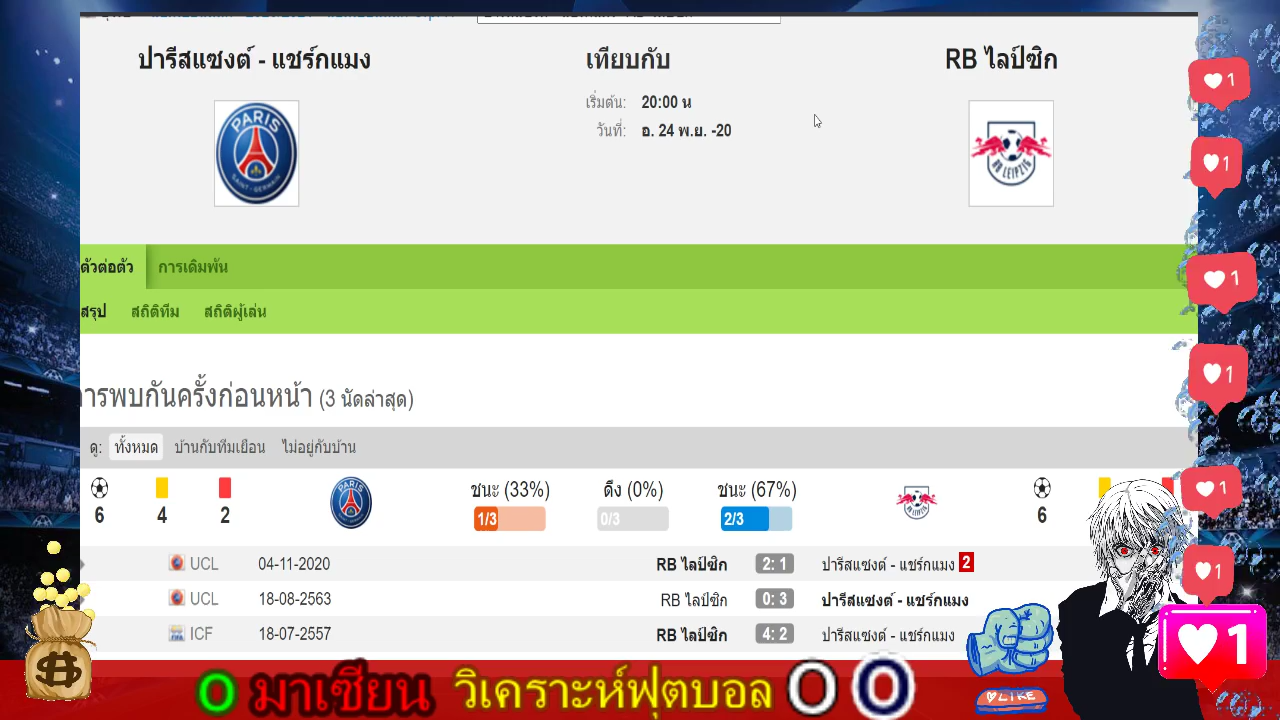 ปารีสแซงต์ - แชร์กแมง
เทียบกับ
RB ไลป์ซิก
เริ่มต้น: 20:00 น
วันที่: อ. 24 พ.ย. -20
PARIS
SAINT-GERMAIN
RB LEIPZIG
ตัวต่อตัว การเดิมพัน
สรุป สถิติทีม สถิติผู้เล่น
การพบกันครั้งก่อนหน้า (3 นัดล่าสุด)
ดู: ทั้งหมด บ้านกับทีมเยือน ไม่อยู่กับบ้าน
ชนะ (33%) ดึง (0%) ชนะ (67%)
6 4 2 PARIS 1/3 0/3 2/3 6
UCL 04-11-2020 RB ไลป์ซิก 2: 1 ปารีสแซงต์ - แชร์กแมง 2
UCL 18-08-2563 RB ไลป์ซิก 0: 3 ปารีสแซงต์ - แชร์กแมง
ICF 18-07-2557 RB ไลป์ซิก 4: 2 ปารีสแซงต์ - แชร์กแมง
1
1
1
1
1
1
1
LIKE
O มาเซียน วิเคราะห์ฟุตบอล O O